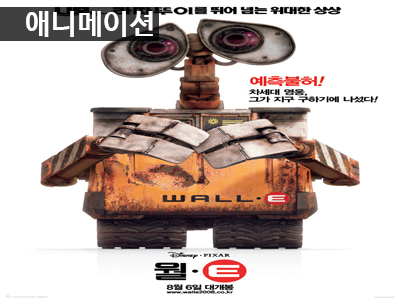 애니메이션
뛰어 넘는 위대한 상상
예측불허!
차세대 영웅,
그가 지구 구하기에 나섰다!
WALL·E
DISNEY · PIXAR
월·E
8월 6일 대개봉
www.walle2008.co.kr